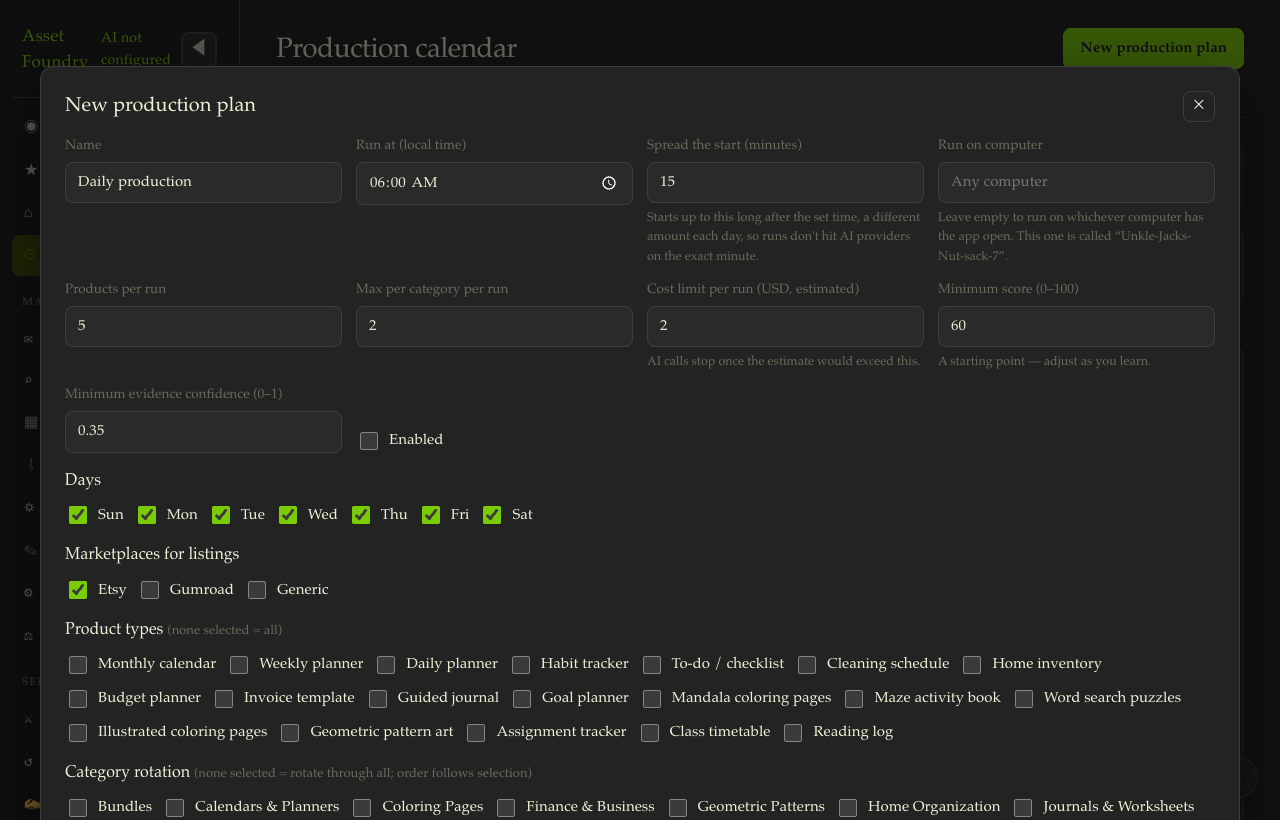 Asset
Foundry
AI not
configured
Production calendar
New production plan
New production plan
Name
Run at (local time)
Spread the start (minutes)
Run on computer
Daily production
06:00 AM
15
Any computer
Starts up to this long after the set time, a different
amount each day, so runs don't hit AI providers
on the exact minute.
Leave empty to run on whichever computer has
the app open. This one is called “Unkle-Jacks-
Nut-sack-7”.
Products per run
Max per category per run
Cost limit per run (USD, estimated)
Minimum score (0–100)
5
2
2
60
AI calls stop once the estimate would exceed this.
A starting point — adjust as you learn.
Minimum evidence confidence (0–1)
0.35
Enabled
Days
Sun Mon Tue Wed Thu Fri Sat
Marketplaces for listings
Etsy Gumroad Generic
Product types (none selected = all)
Monthly calendar Weekly planner Daily planner Habit tracker To-do / checklist Cleaning schedule Home inventory
Budget planner Invoice template Guided journal Goal planner Mandala coloring pages Maze activity book Word search puzzles
Illustrated coloring pages Geometric pattern art Assignment tracker Class timetable Reading log
Category rotation (none selected = rotate through all; order follows selection)
Bundles Calendars & Planners Coloring Pages Finance & Business Geometric Patterns Home Organization Journals & Worksheets